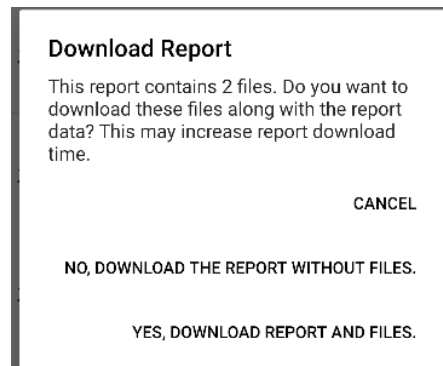 Download Report
This report contains 2 files. Do you want to
download these files along with the report
data? This may increase report download
time.
CANCEL
NO, DOWNLOAD THE REPORT WITHOUT FILES.
YES, DOWNLOAD REPORT AND FILES.